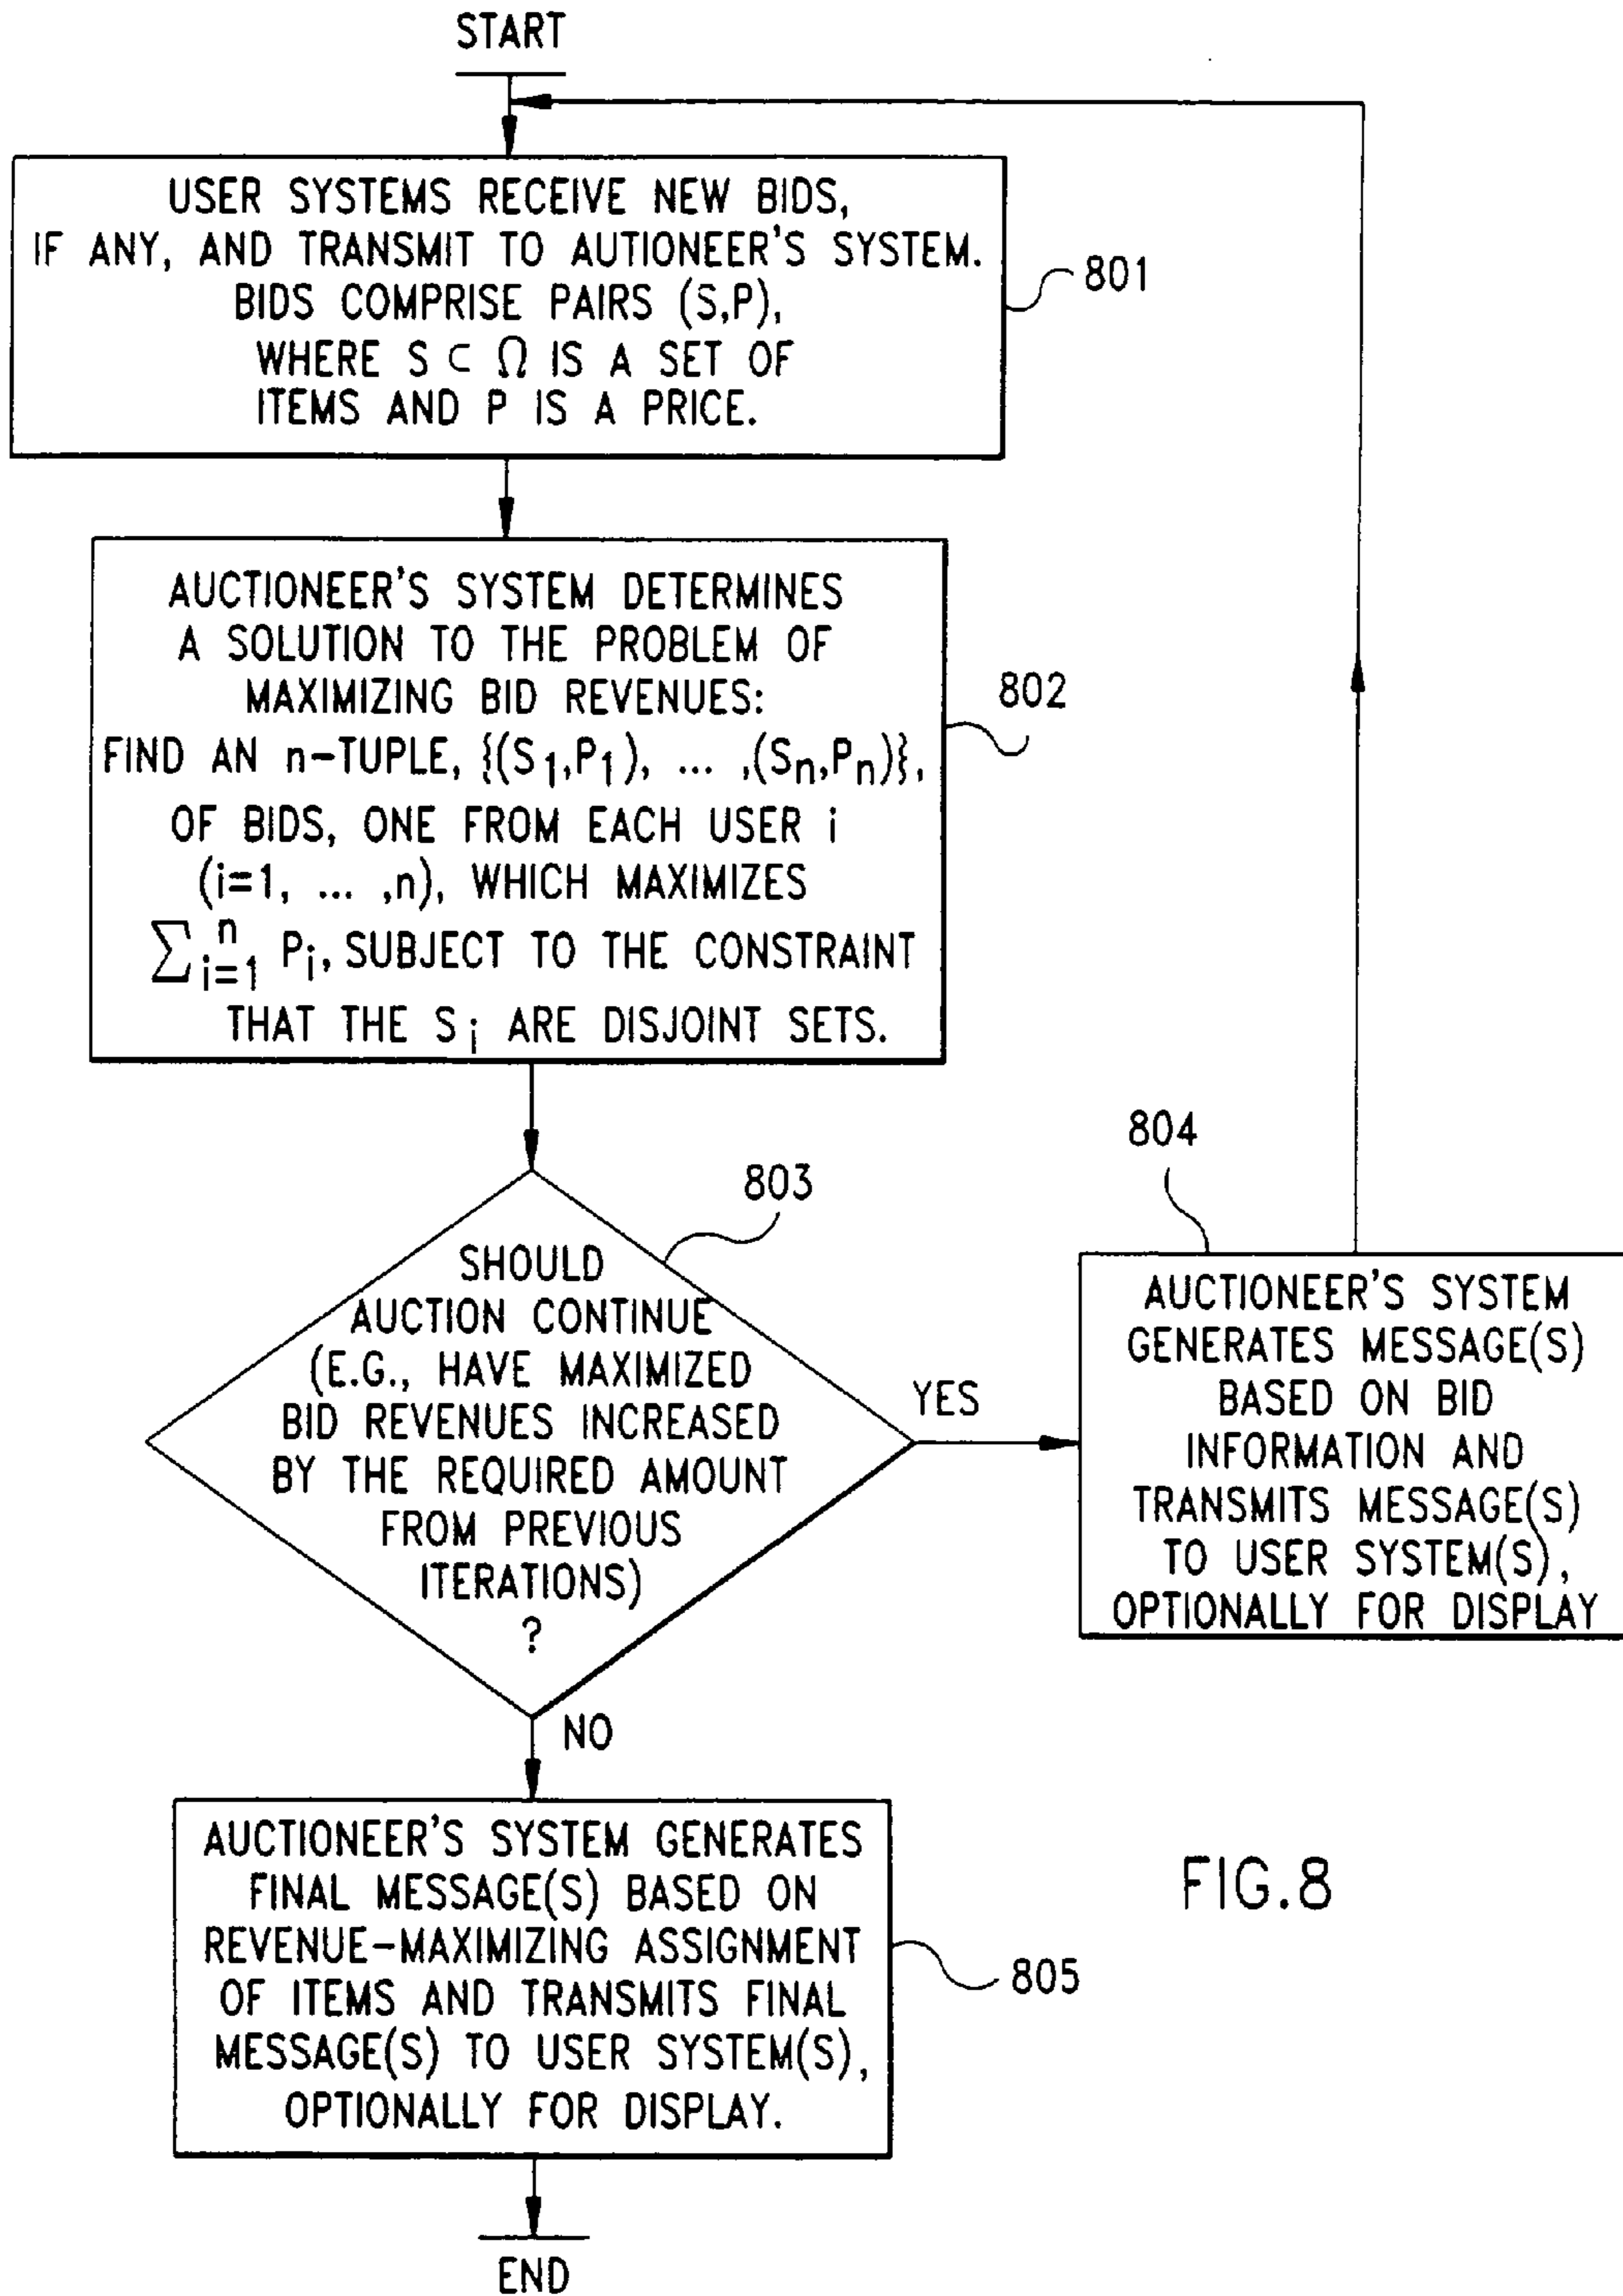 START
USER SYSTEMS RECEIVE NEW BIDS,
IF ANY, AND TRANSMIT TO AUTIONEER'S SYSTEM.
BIDS COMPRISE PAIRS (S,P),
WHERE S ⊂ Ω IS A SET OF
ITEMS AND P IS A PRICE.
801
AUCTIONEER'S SYSTEM DETERMINES
A SOLUTION TO THE PROBLEM OF
MAXIMIZING BID REVENUES:
FIND AN n-TUPLE, {(S₁,P₁), ... ,(Sₙ,Pₙ)},
OF BIDS, ONE FROM EACH USER i
(i=1, ... ,n), WHICH MAXIMIZES
∑ᵢ₌₁ⁿ Pᵢ, SUBJECT TO THE CONSTRAINT
THAT THE Sᵢ ARE DISJOINT SETS.
802
SHOULD
AUCTION CONTINUE
(E.G., HAVE MAXIMIZED
BID REVENUES INCREASED
BY THE REQUIRED AMOUNT
FROM PREVIOUS
ITERATIONS)
?
803
YES
804
AUCTIONEER'S SYSTEM
GENERATES MESSAGE(S)
BASED ON BID
INFORMATION AND
TRANSMITS MESSAGE(S)
TO USER SYSTEM(S),
OPTIONALLY FOR DISPLAY
NO
AUCTIONEER'S SYSTEM GENERATES
FINAL MESSAGE(S) BASED ON
REVENUE-MAXIMIZING ASSIGNMENT
OF ITEMS AND TRANSMITS FINAL
MESSAGE(S) TO USER SYSTEM(S),
OPTIONALLY FOR DISPLAY.
805
END
FIG.8